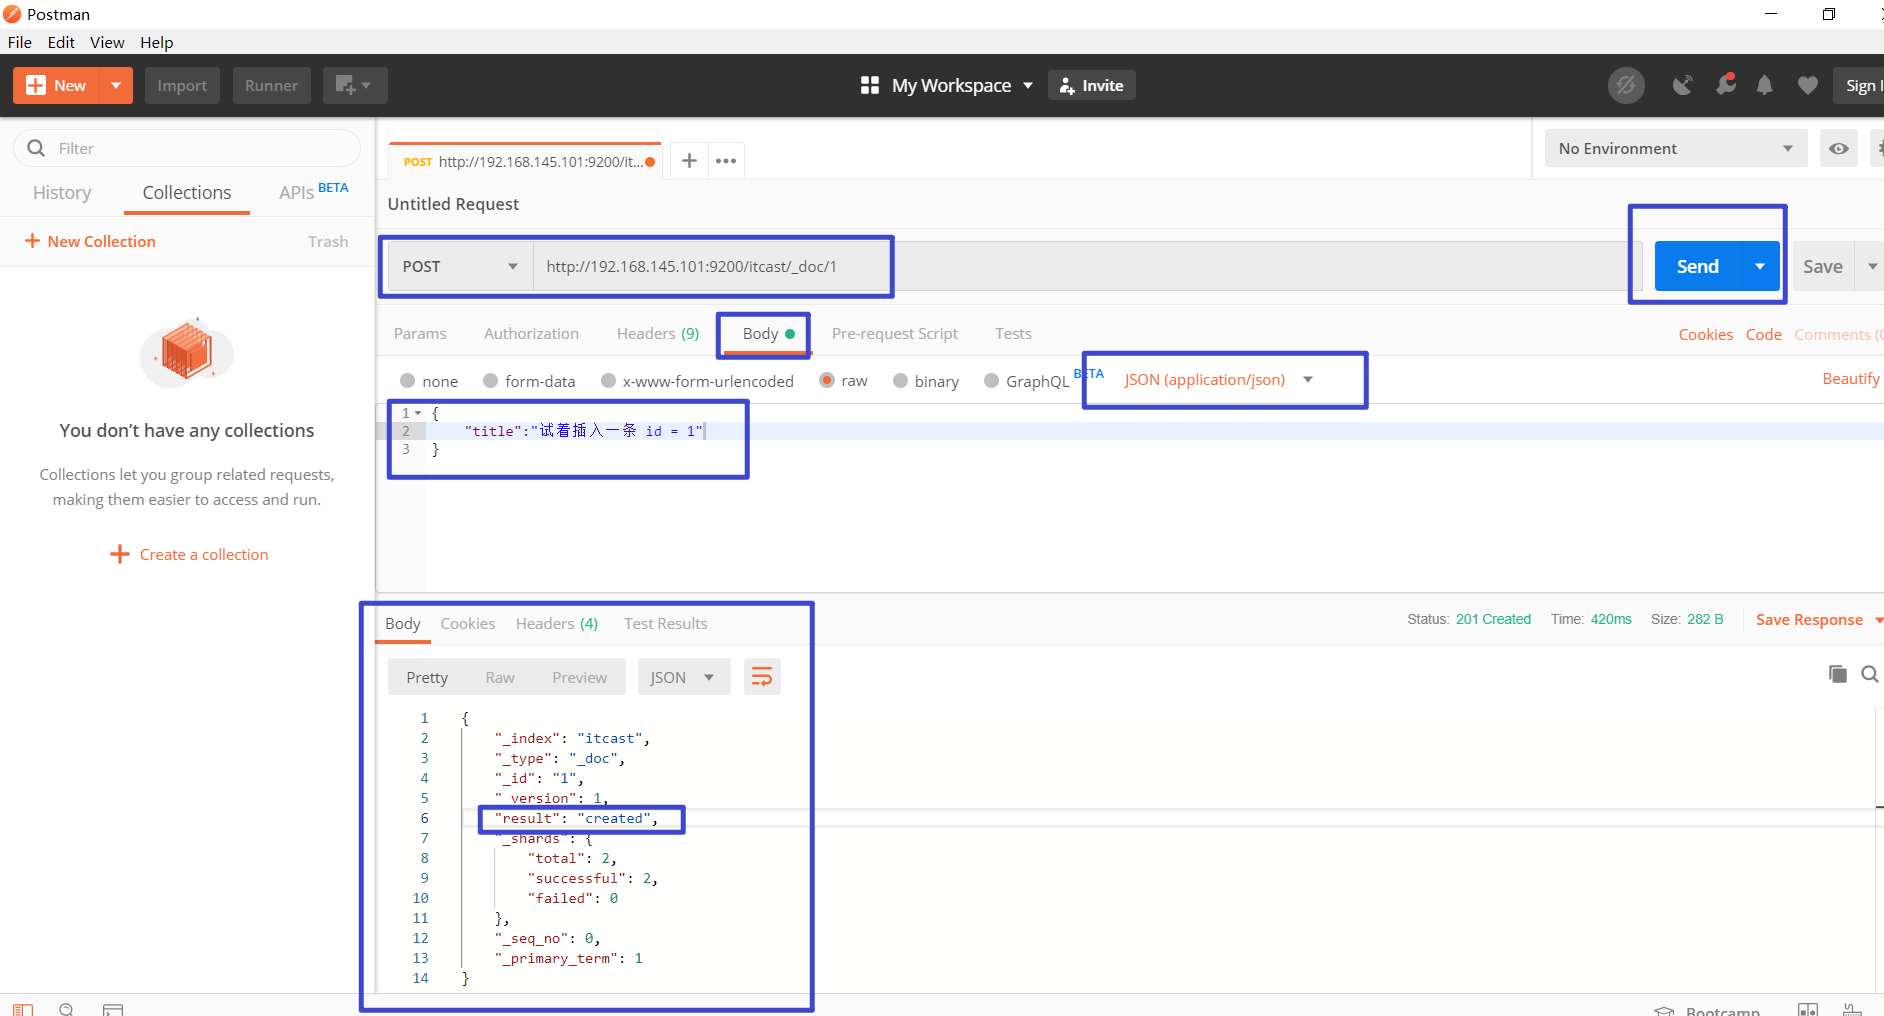 Postman
File Edit View Help
New Import Runner My Workspace Invite Sign I
Filter
History Collections APIs BETA
New Collection Trash
You don't have any collections
Collections let you group related requests,
making them easier to access and run.
Create a collection
POST http://192.168.145.101:9200/it...
No Environment
Untitled Request
POST http://192.168.145.101:9200/itcast/_doc/1 Send Save
Params Authorization Headers (9) Body Pre-request Script Tests Cookies Code Comments (0
none form-data x-www-form-urlencoded raw binary GraphQL BETA JSON (application/json) Beautify
1 {
2 "title":"试着插入一条 id = 1"
3 }
Body Cookies Headers (4) Test Results Status: 201 Created Time: 420ms Size: 282 B Save Response
Pretty Raw Preview JSON
1 {
2 "_index": "itcast",
3 "_type": "_doc",
4 "_id": "1",
5 "_version": 1,
6 "result": "created",
7 "_shards": {
8 "total": 2,
9 "successful": 2,
10 "failed": 0
11 },
12 "_seq_no": 0,
13 "_primary_term": 1
14 }
Bootcamp